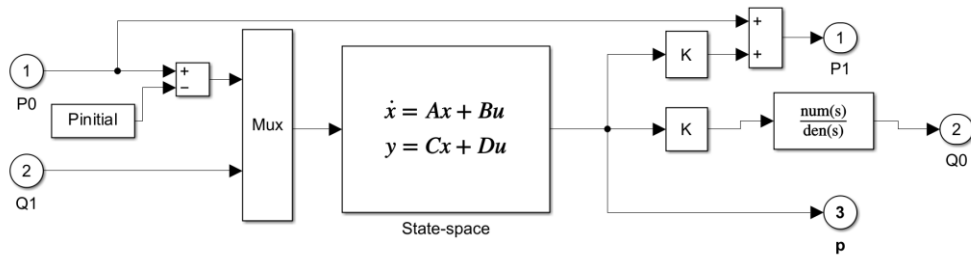 1
P0
+
−
Pinitial
2
Q1
Mux
ẋ = Ax + Bu
y = Cx + Du
State-space
K
+
+
1
P1
K
num(s)
den(s)
2
Q0
3
p